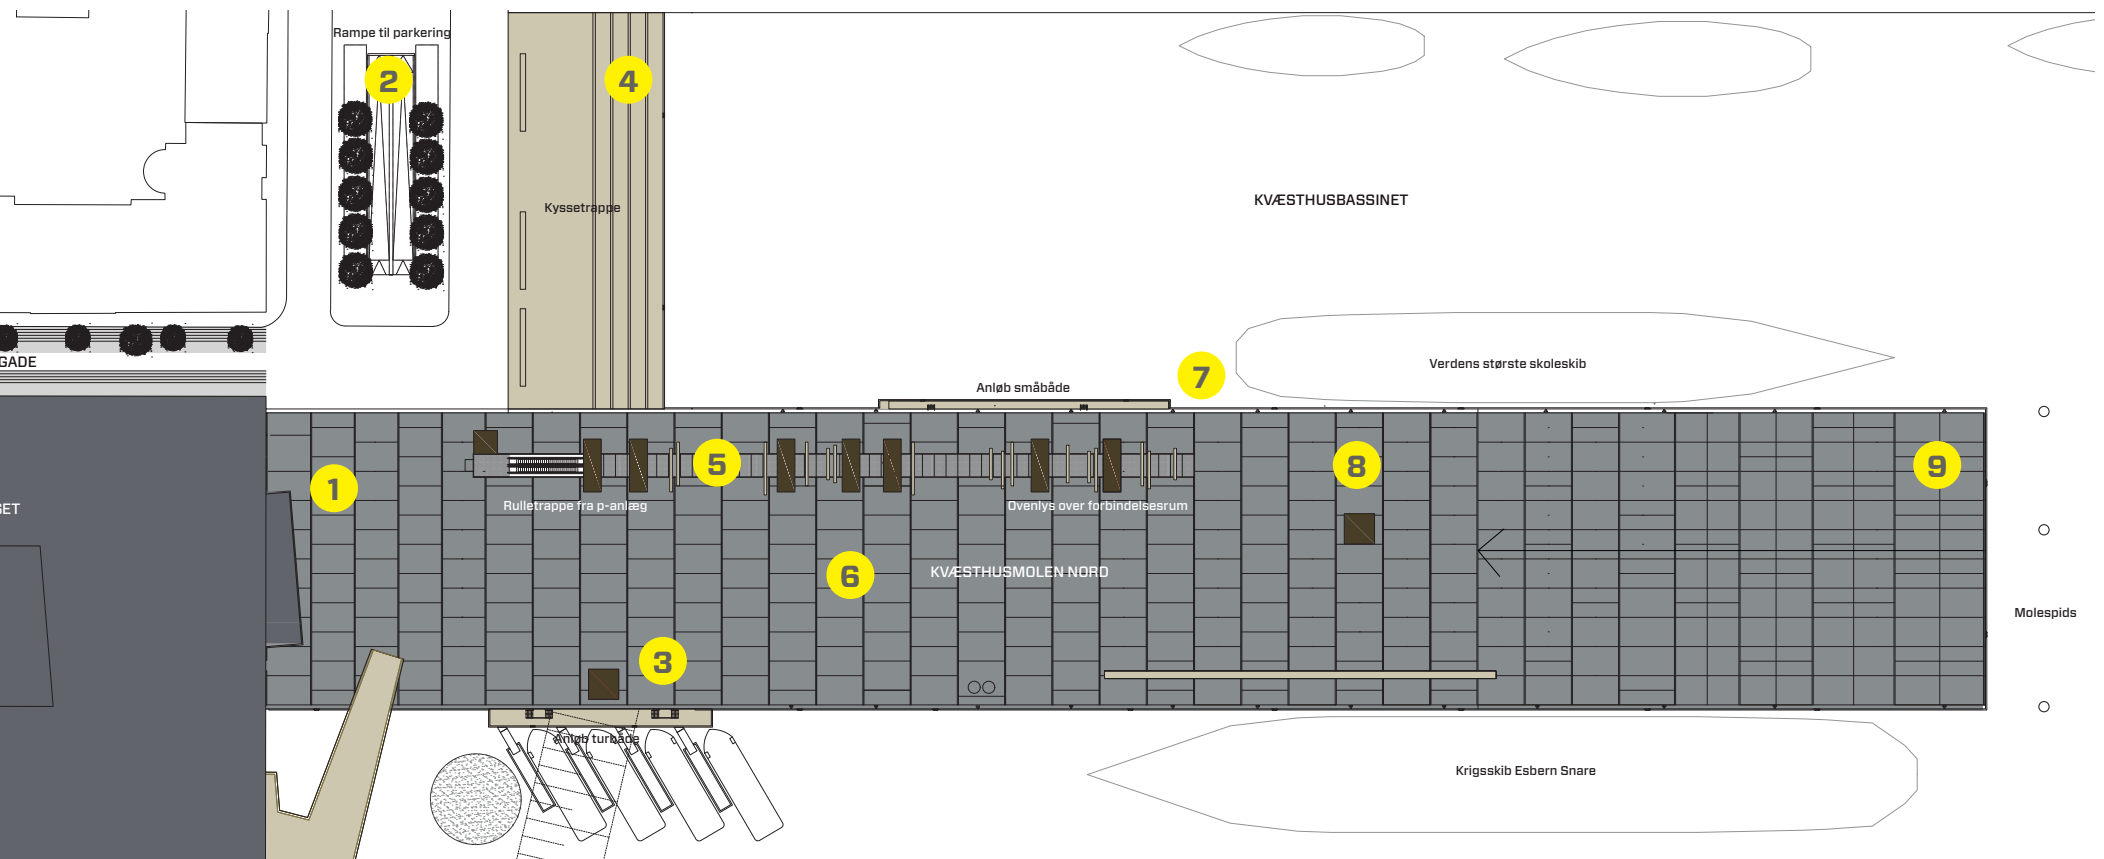 Rampe til parkering
2
4
KVÆSTHUSBASSINET
Kyssetrappe
GADE
Verdens største skoleskib
7
Anløb småbåde
1
5
8
9
SET
Rulletrappe fra p-anlæg
Ovenlys over forbindelsesrum
6
KVÆSTHUSMOLEN NORD
Molespids
3
Anløb turbåde
Krigsskib Esbern Snare